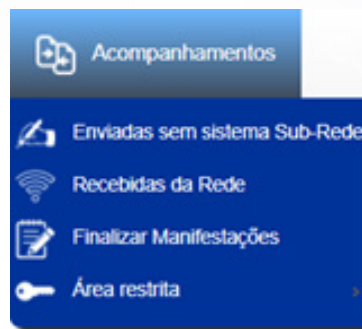 Acompanhamentos
Enviadas sem sistema Sub-Rede
Recebidas da Rede
Finalizar Manifestações
Área restrita